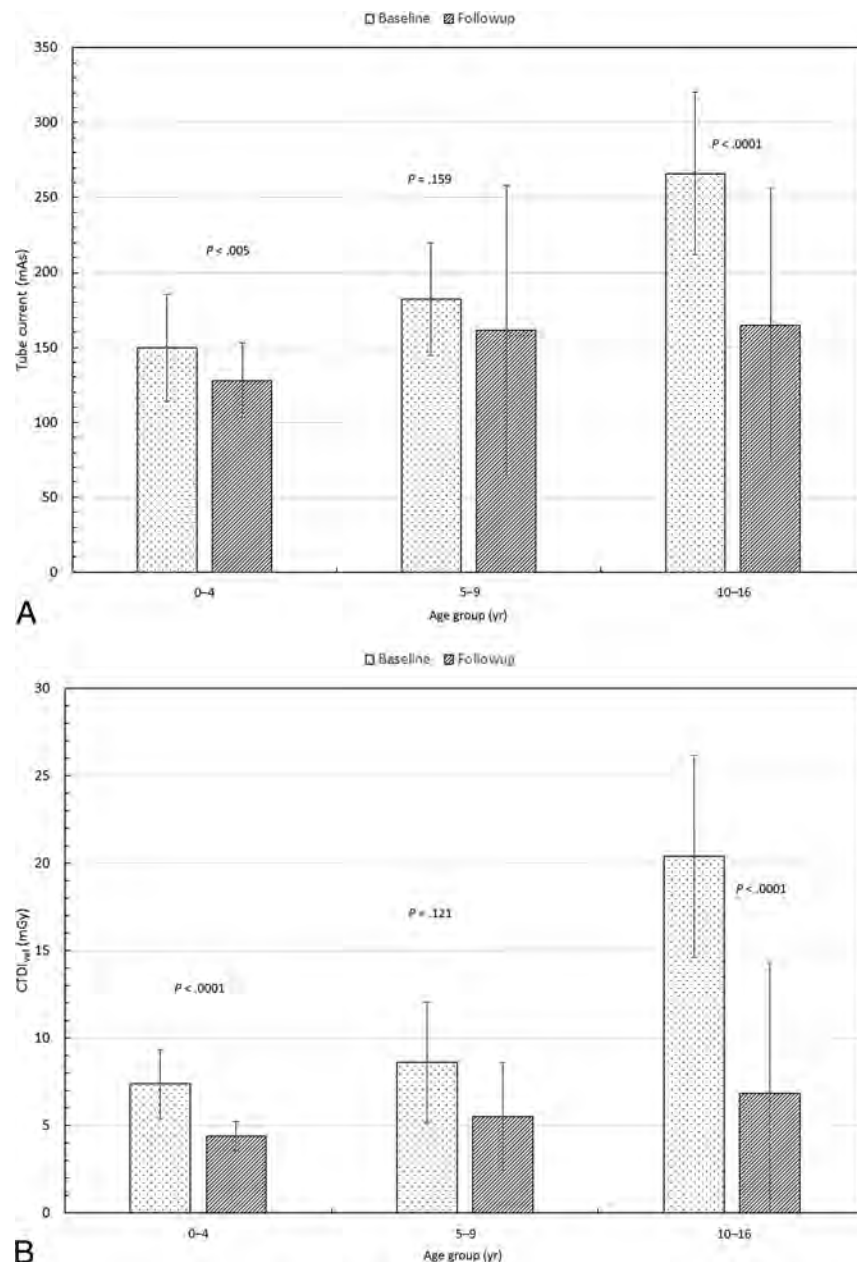 Baseline Followup
350
300
250
200
150
100
50
0
Tube current (mAs)
P < .005
P = .159
P < .0001
0–4 5–9 10–16
Age group (yr)
A
Baseline Followup
30
25
20
15
10
5
0
CTDIvol (mGy)
P < .0001
P = .121
P < .0001
0–4 5–9 10–16
Age group (yr)
B